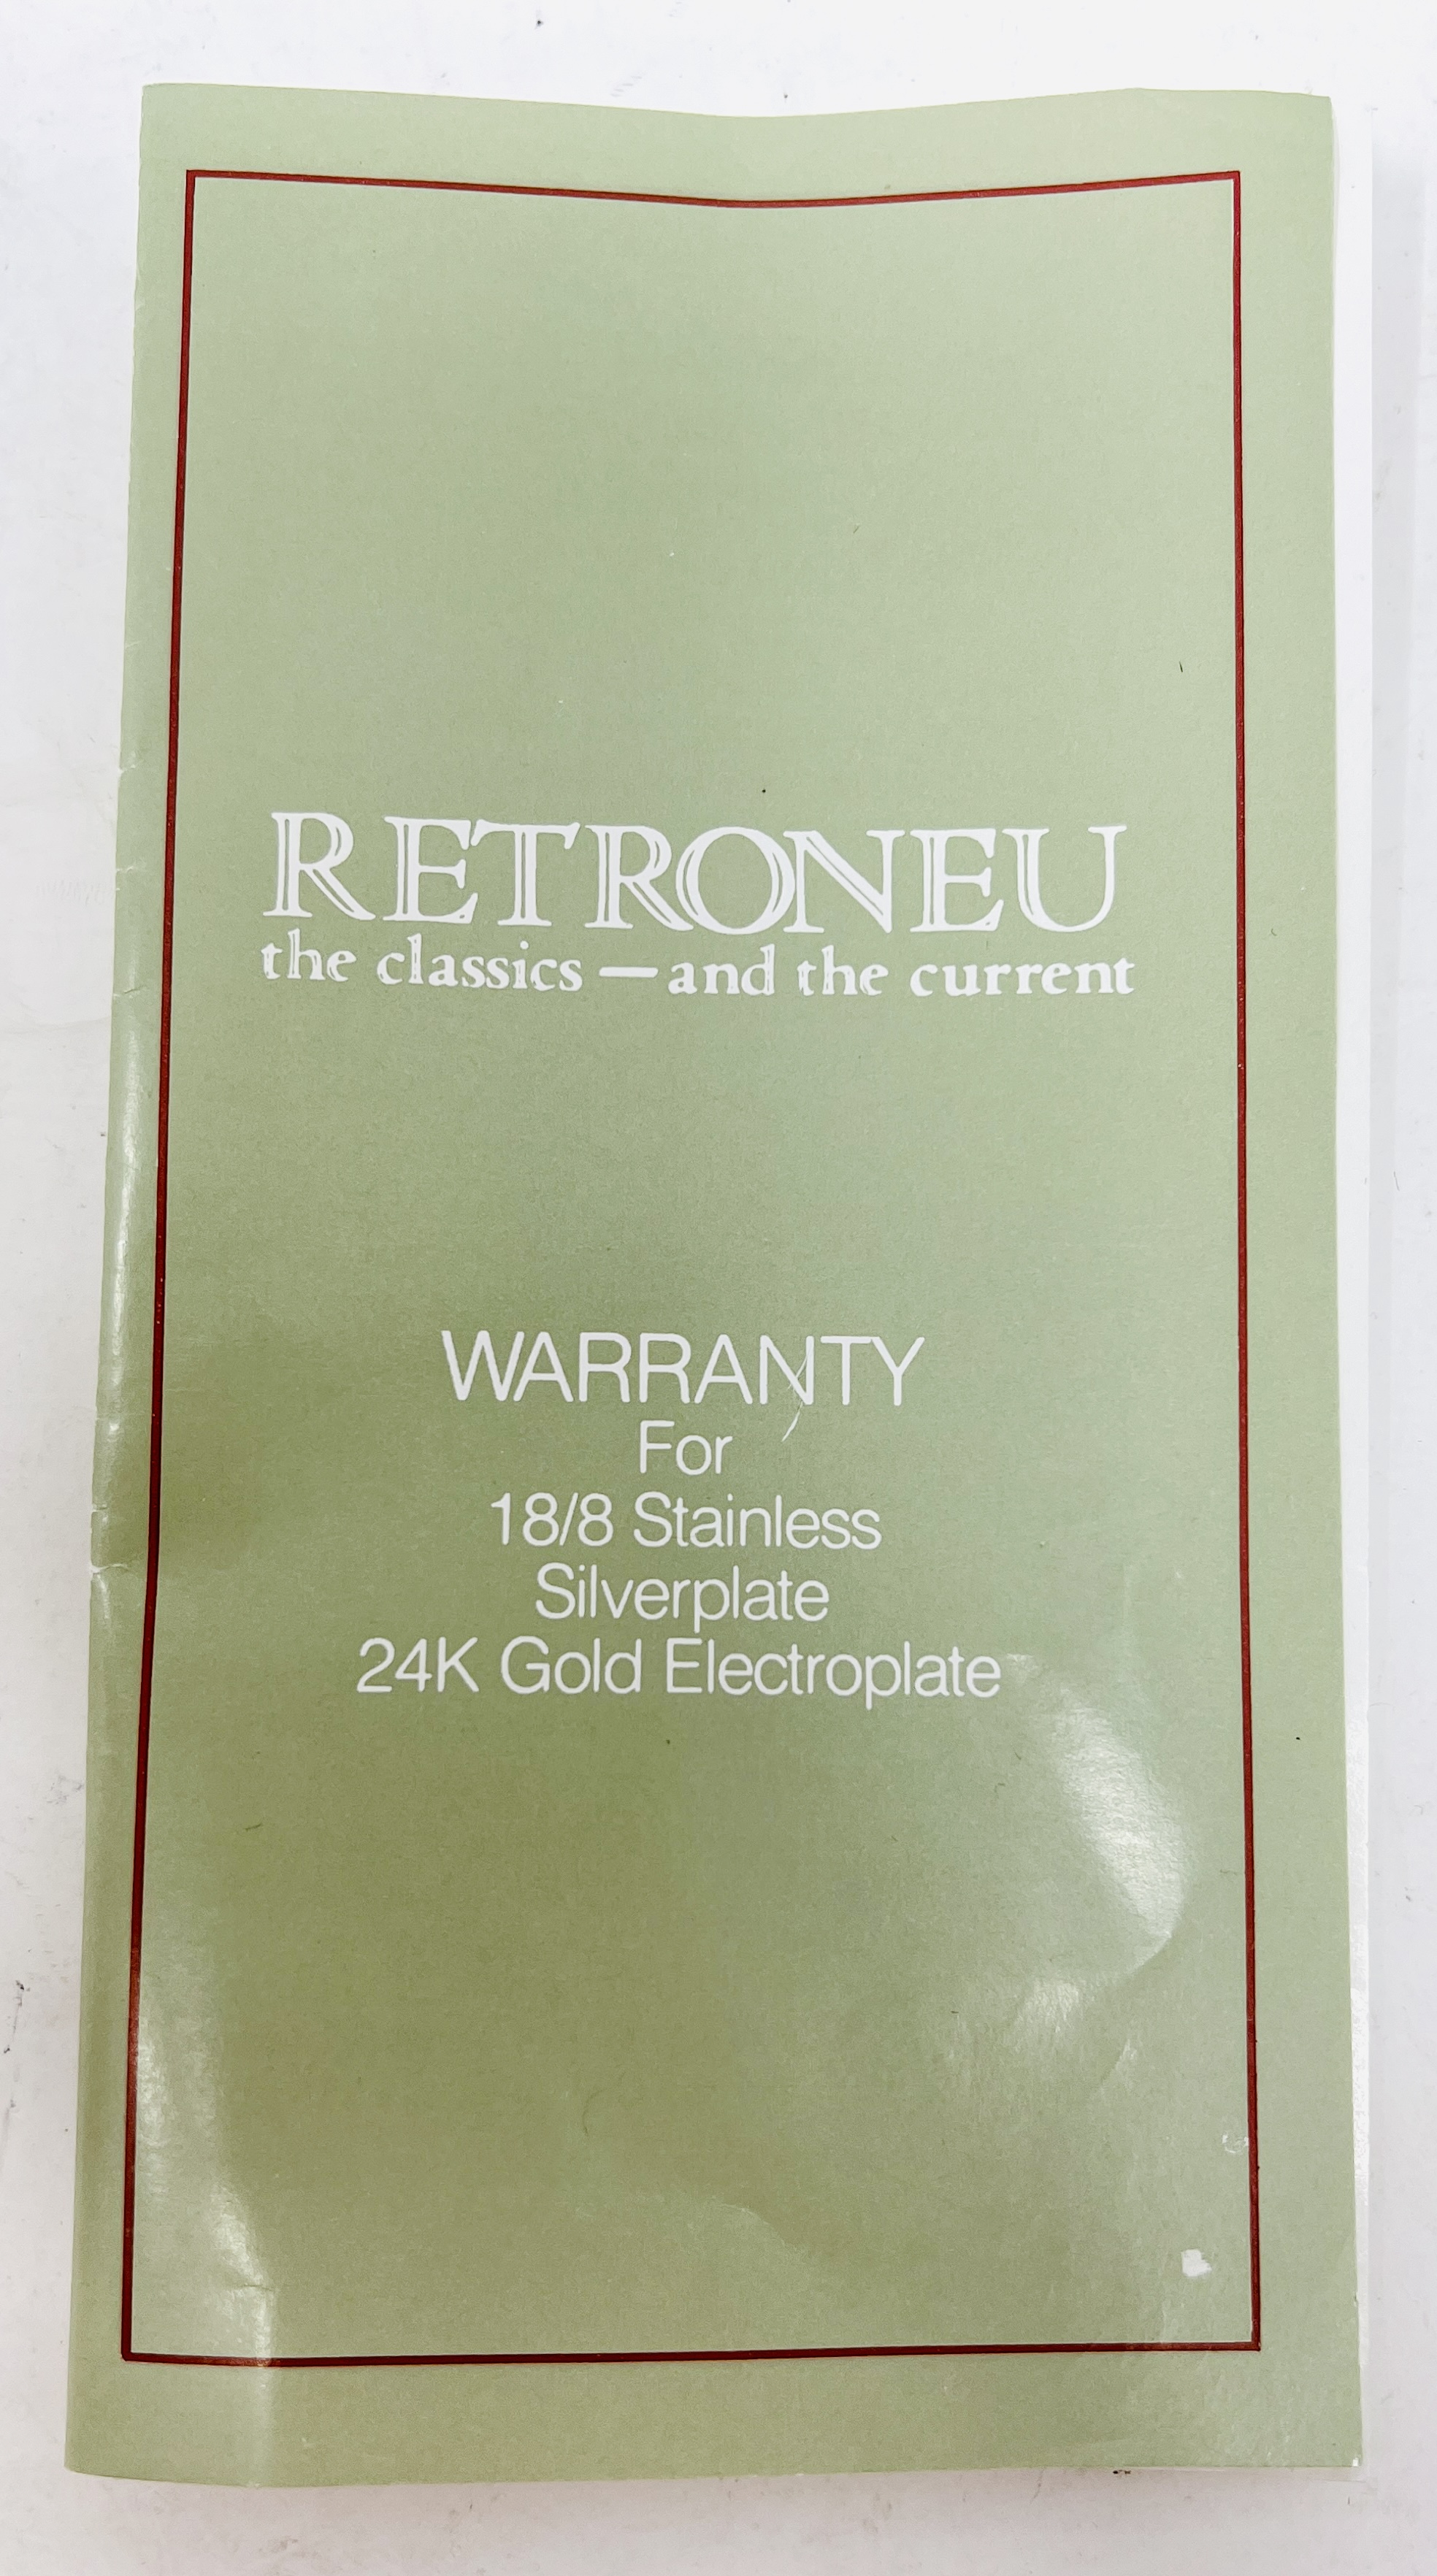 RETRONEU
the classics — and the current
WARRANTY
For
18/8 Stainless
Silverplate
24K Gold Electroplate